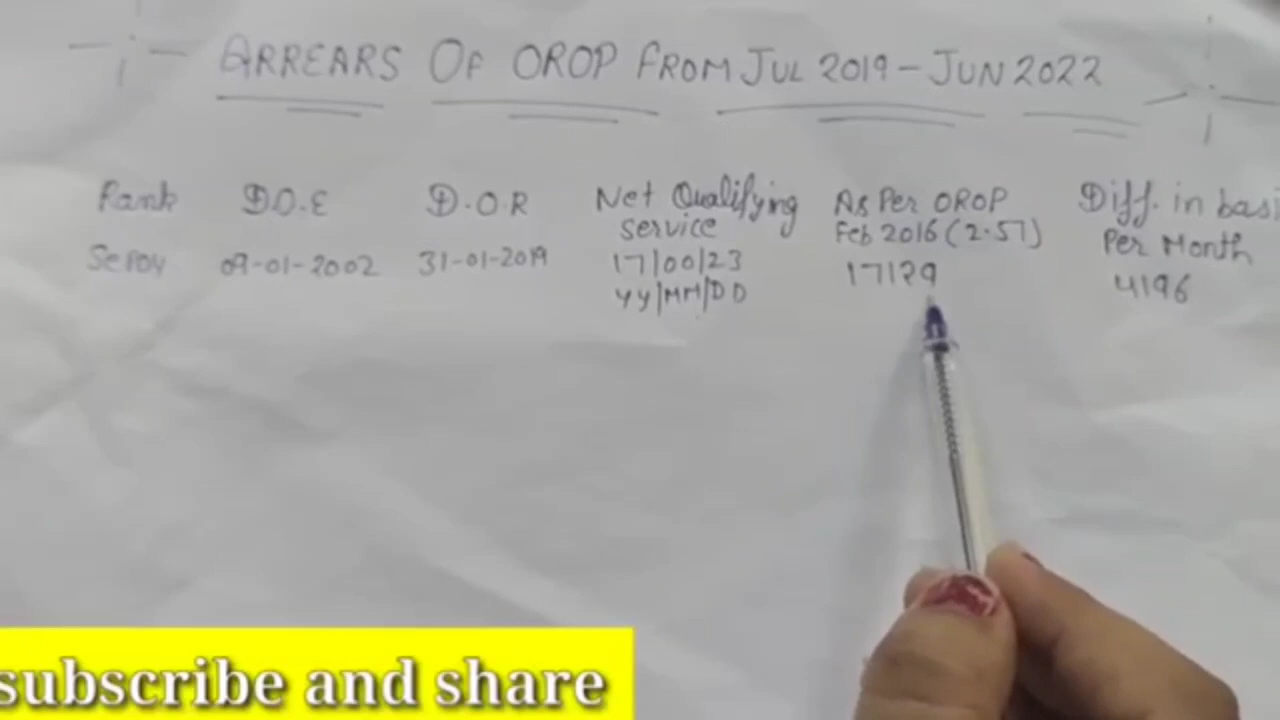 ARREARS OF OROP FROM JUL 2019 - JUN 2022
Rank D.O.E D.O.R Net Qualifying service As Per OROP Feb 2016 (2.57) Diff. in basi Per Month
Sepoy 09-01-2002 31-01-2019 17/00/23 17129 4196
YY/MM/DD
subscribe and share